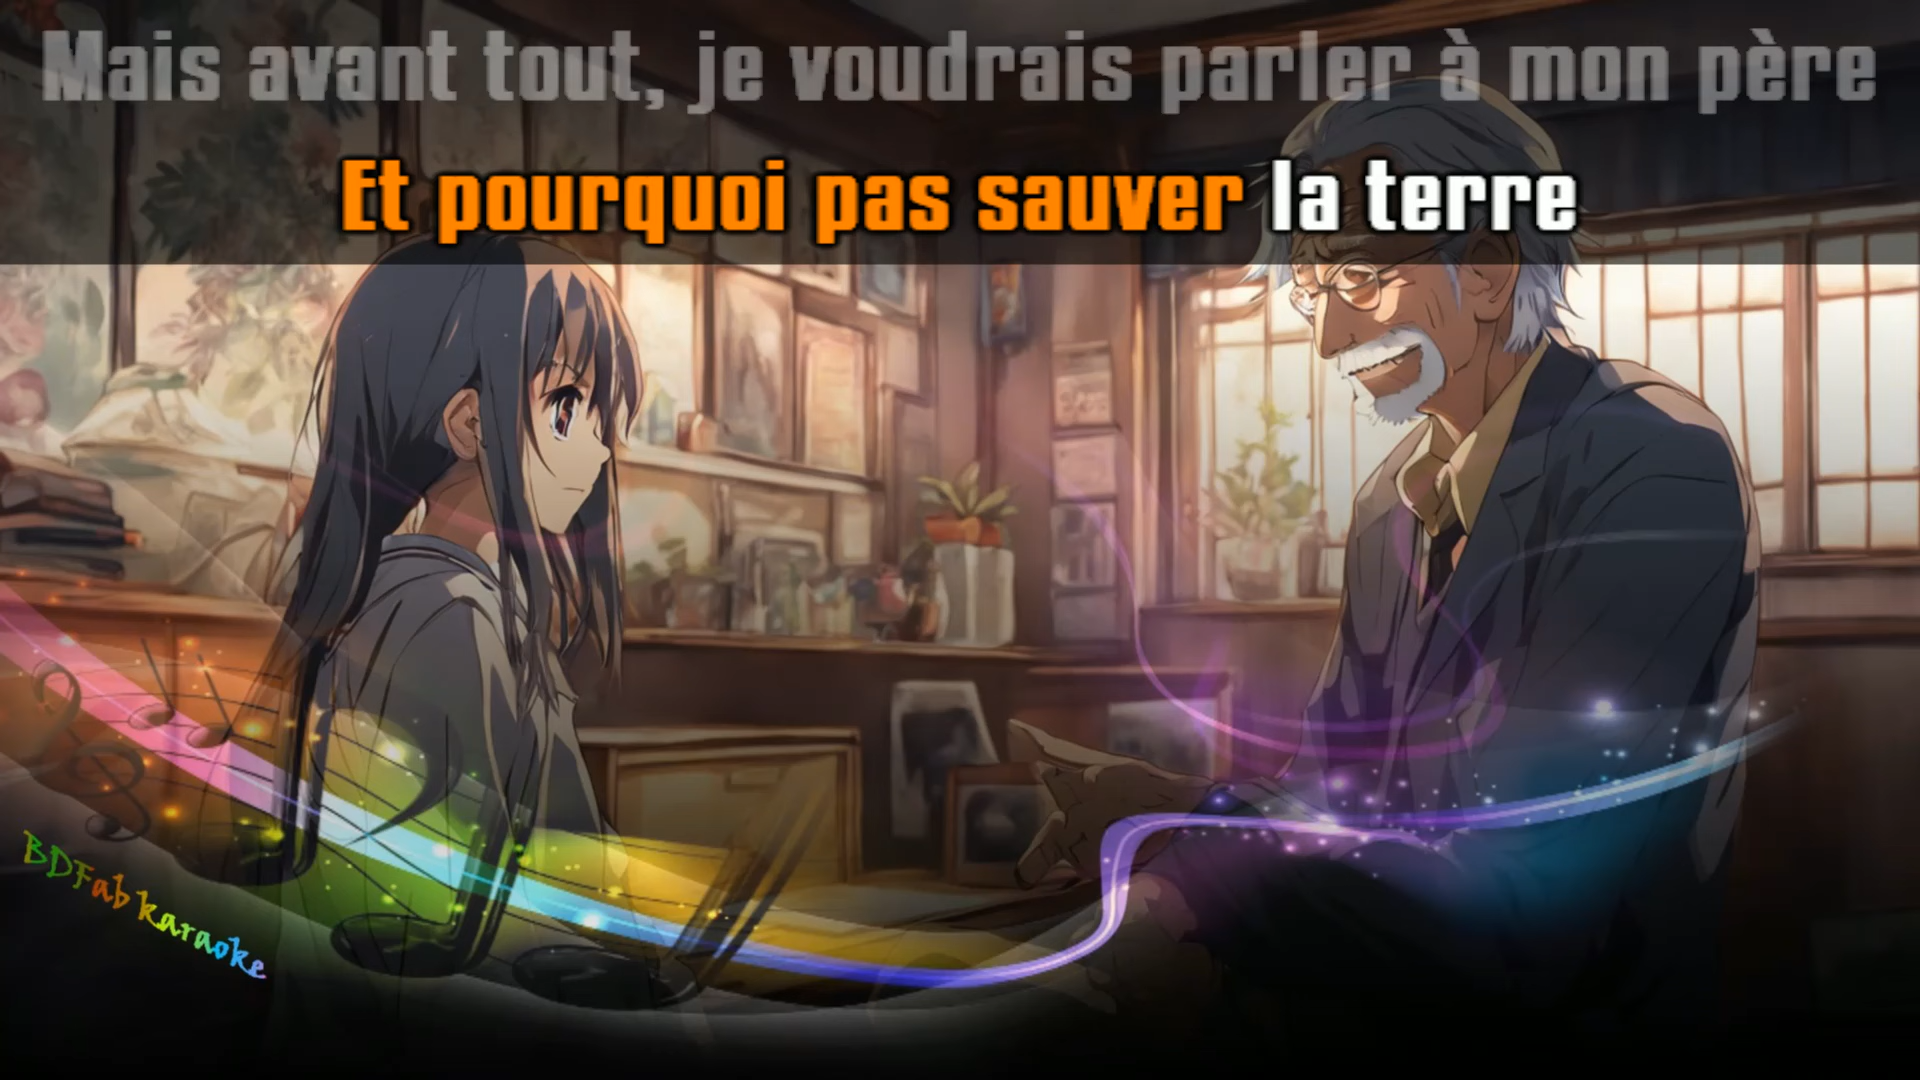 Mais avant tout, je voudrais parler à mon père
Et pourquoi pas sauver la terre
BDFab karaoke